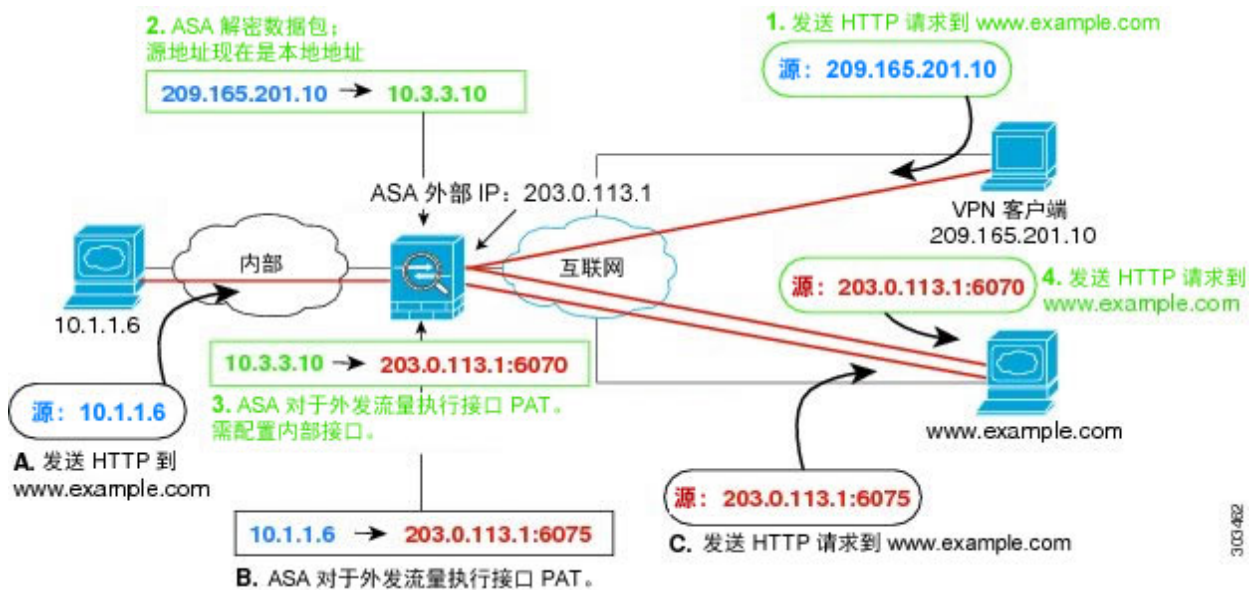 2. ASA 解密数据包；
源地址现在是本地地址
209.165.201.10 → 10.3.3.10
1. 发送 HTTP 请求到 www.example.com
源：209.165.201.10
ASA 外部 IP：203.0.113.1
VPN 客户端
209.165.201.10
内部
互联网
10.1.1.6
源：203.0.113.1:6070
4. 发送 HTTP 请求到
www.example.com
10.3.3.10 → 203.0.113.1:6070
3. ASA 对于外发流量执行接口 PAT。
需配置内部接口。
源：10.1.1.6
A. 发送 HTTP 到
www.example.com
www.example.com
源：203.0.113.1:6075
C. 发送 HTTP 请求到 www.example.com
10.1.1.6 → 203.0.113.1:6075
B. ASA 对于外发流量执行接口 PAT。
303462